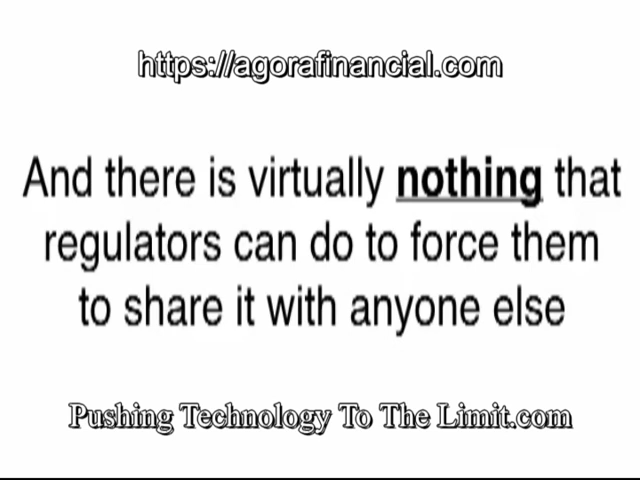 https://agorafinancial.com
And there is virtually nothing that
regulators can do to force them
to share it with anyone else
Pushing Technology To The Limit.com